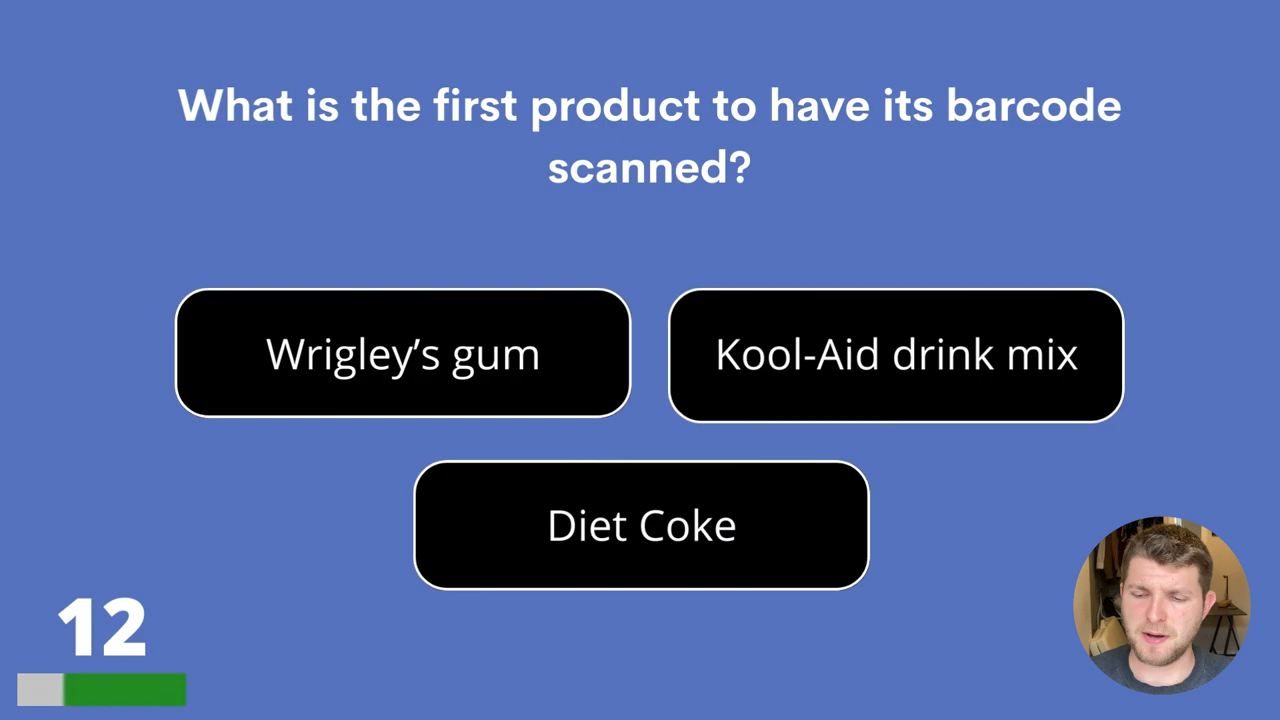 What is the first product to have its barcode
scanned?
Wrigley’s gum
Kool-Aid drink mix
Diet Coke
12